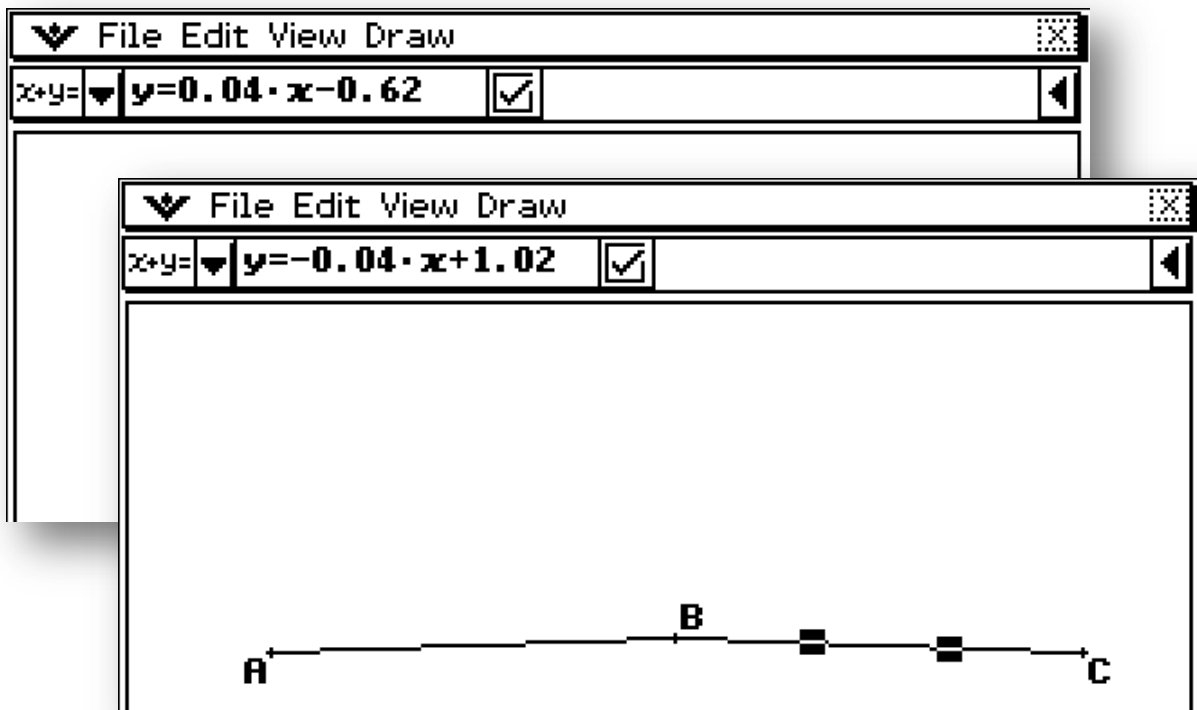 File Edit View Draw
x+y= y=0.04·x-0.62
File Edit View Draw
x+y= y=-0.04·x+1.02
B
A
C